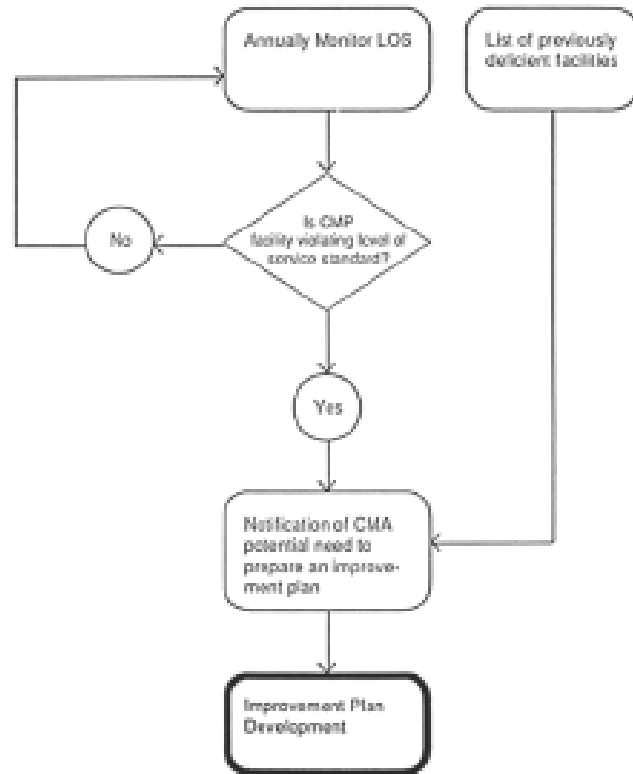 Annually Monitor LOS
List of previously
deficient facilities
Is CMP
facility violating level of
service standard?
No
Yes
Notification of CMA
potential need to
prepare an improve-
ment plan
Improvement Plan
Development